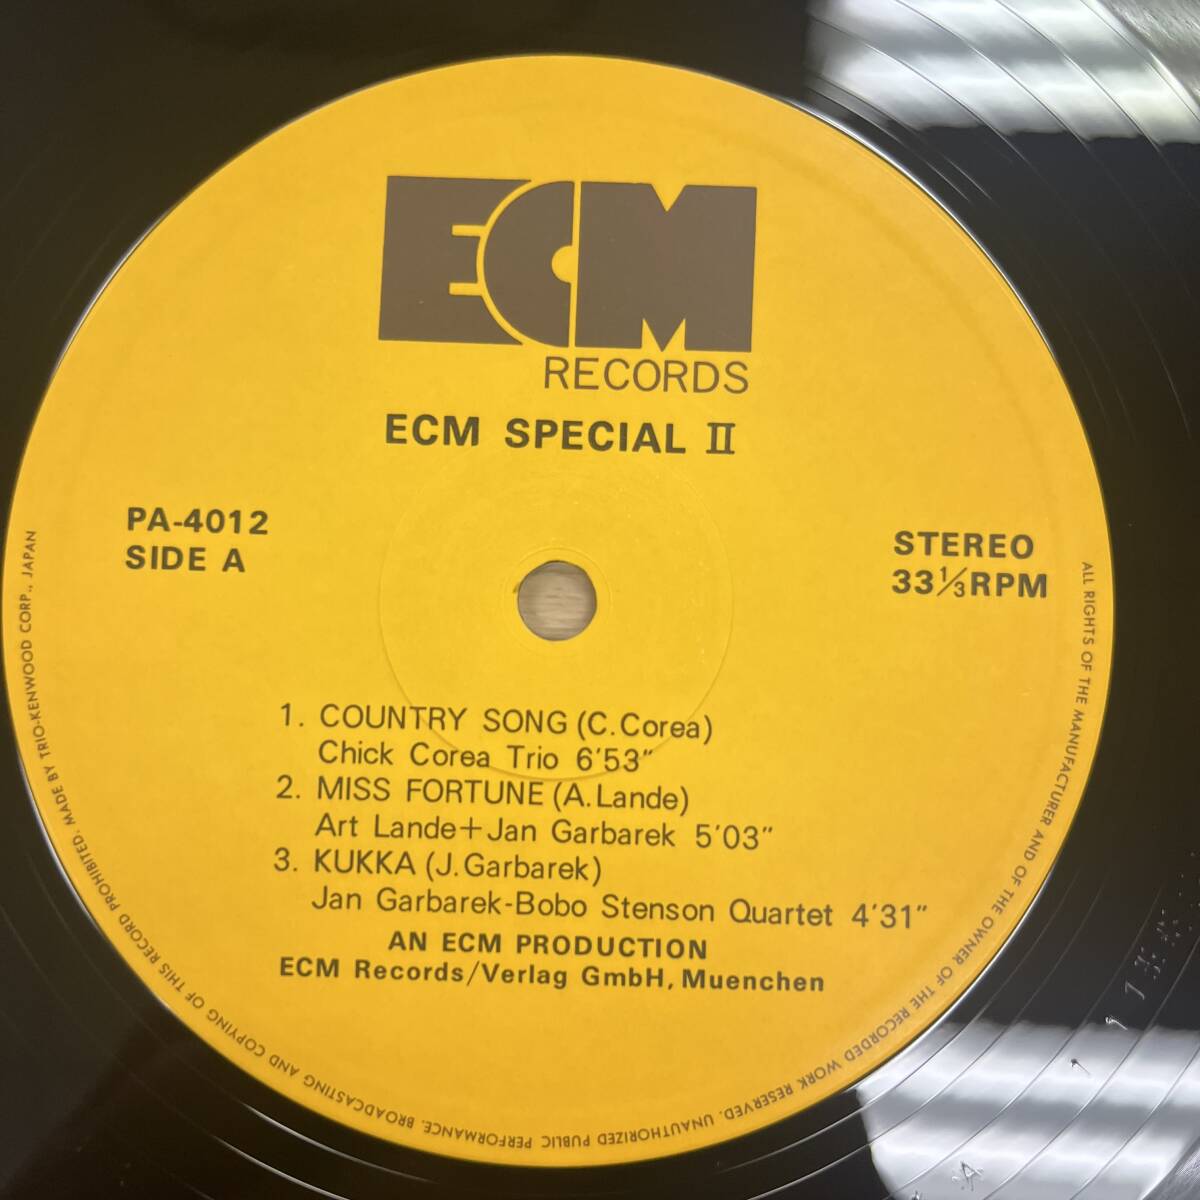 ECM
RECORDS
ECM SPECIAL II
PA-4012
SIDE A
STEREO
33 1/3 RPM
1. COUNTRY SONG (C. Corea)
Chick Corea Trio 6'53"
2. MISS FORTUNE (A. Lande)
Art Lande+Jan Garbarek 5'03"
3. KUKKA (J. Garbarek)
Jan Garbarek-Bobo Stenson Quartet 4'31"
AN ECM PRODUCTION
ECM Records/Verlag GmbH, Muenchen
ALL RIGHTS OF THE MANUFACTURER AND OF THE OWNER OF THE RECORDED WORK RESERVED. UNAUTHORIZED PUBLIC PERFORMANCE, BROADCASTING AND COPYING OF THIS RECORD PROHIBITED. MADE BY TRIO-KENWOOD CORP., JAPAN